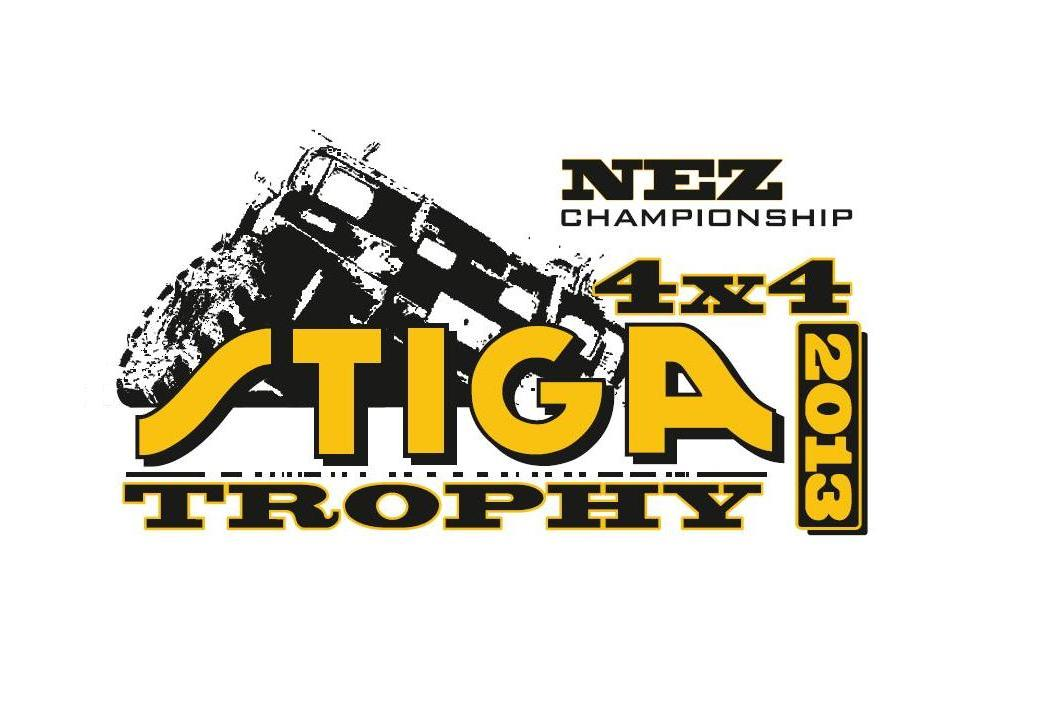 NEZ
CHAMPIONSHIP
4x4
STIGA
2013
TROPHY